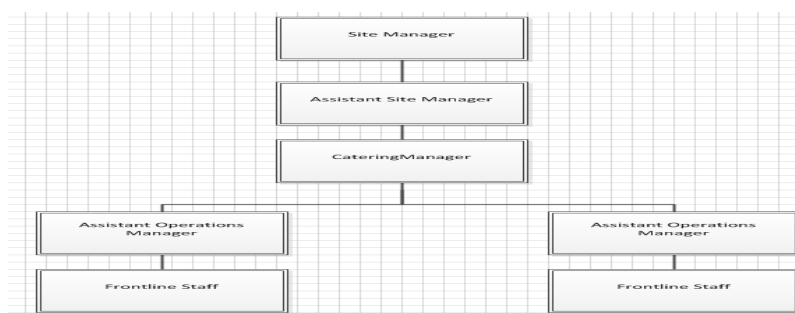 Site Manager
Assistant Site Manager
CateringManager
Assistant Operations
Manager
Assistant Operations
Manager
Frontline Staff
Frontline Staff